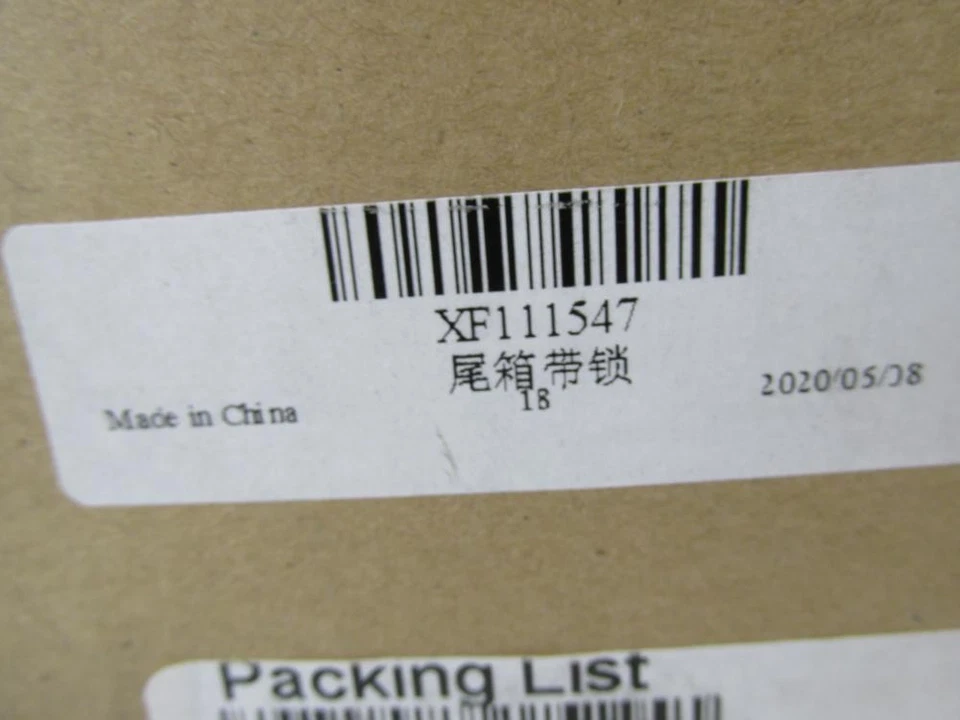 XF111547
尾箱带锁
18
Made in China
2020/05/08
Packing List